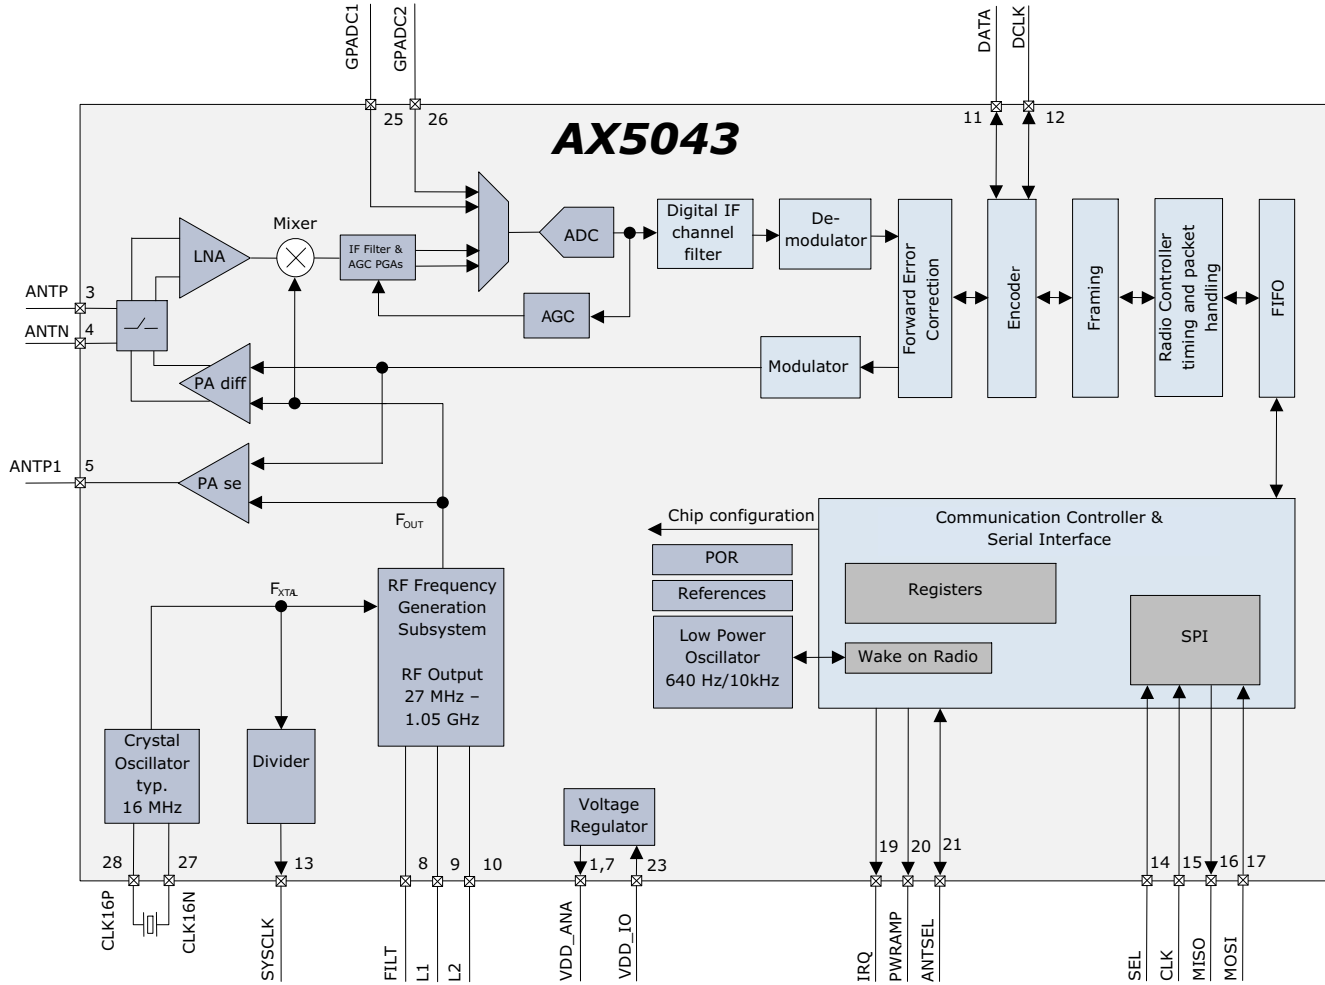 GPADC1
GPADC2
DATA
DCLK
25
26
11
12
AX5043
Mixer
LNA
IF Filter &
AGC PGAs
ADC
AGC
Digital IF
channel
filter
De-
modulator
Forward Error
Correction
Encoder
Framing
Radio Controller
timing and packet
handling
FIFO
ANTP
3
ANTN
4
PA diff
Modulator
ANTP1
5
PA se
FOUT
Chip configuration
Communication Controller &
Serial Interface
POR
References
Low Power
Oscillator
640 Hz/10kHz
Registers
Wake on Radio
SPI
FXTAL
RF Frequency
Generation
Subsystem
RF Output
27 MHz –
1.05 GHz
Crystal
Oscillator
typ.
16 MHz
Divider
Voltage
Regulator
28
27
13
8
9
10
1,7
23
19
20
21
14
15
16
17
CLK16P
CLK16N
SYSCLK
FILT
L1
L2
VDD_ANA
VDD_IO
IRQ
PWRAMP
ANTSEL
SEL
CLK
MISO
MOSI